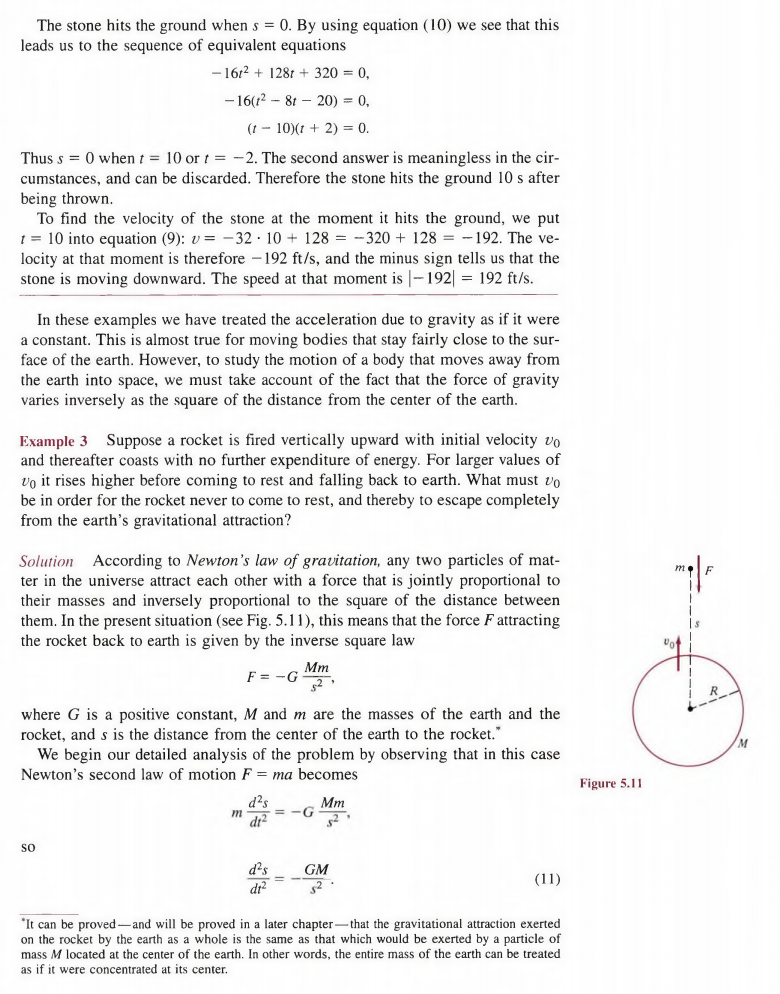 The stone hits the ground when s = 0. By using equation (10) we see that this
leads us to the sequence of equivalent equations
−16t² + 128t + 320 = 0,
−16(t² − 8t − 20) = 0,
(t − 10)(t + 2) = 0.
Thus s = 0 when t = 10 or t = −2. The second answer is meaningless in the cir-
cumstances, and can be discarded. Therefore the stone hits the ground 10 s after
being thrown.
To find the velocity of the stone at the moment it hits the ground, we put
t = 10 into equation (9): v = −32 · 10 + 128 = −320 + 128 = −192. The ve-
locity at that moment is therefore −192 ft/s, and the minus sign tells us that the
stone is moving downward. The speed at that moment is |−192| = 192 ft/s.
In these examples we have treated the acceleration due to gravity as if it were
a constant. This is almost true for moving bodies that stay fairly close to the sur-
face of the earth. However, to study the motion of a body that moves away from
the earth into space, we must take account of the fact that the force of gravity
varies inversely as the square of the distance from the center of the earth.
Example 3 Suppose a rocket is fired vertically upward with initial velocity v₀
and thereafter coasts with no further expenditure of energy. For larger values of
v₀ it rises higher before coming to rest and falling back to earth. What must v₀
be in order for the rocket never to come to rest, and thereby to escape completely
from the earth's gravitational attraction?
Solution According to Newton's law of gravitation, any two particles of mat-
ter in the universe attract each other with a force that is jointly proportional to
their masses and inversely proportional to the square of the distance between
them. In the present situation (see Fig. 5.11), this means that the force F attracting
the rocket back to earth is given by the inverse square law
F = −G Mm/s²,
where G is a positive constant, M and m are the masses of the earth and the
rocket, and s is the distance from the center of the earth to the rocket.*
We begin our detailed analysis of the problem by observing that in this case
Newton's second law of motion F = ma becomes
m d²s/dt² = −G Mm/s²,
so
d²s/dt² = −GM/s². (11)
*It can be proved—and will be proved in a later chapter—that the gravitational attraction exerted
on the rocket by the earth as a whole is the same as that which would be exerted by a particle of
mass M located at the center of the earth. In other words, the entire mass of the earth can be treated
as if it were concentrated at its center.
m F
s
v₀
R
M
Figure 5.11